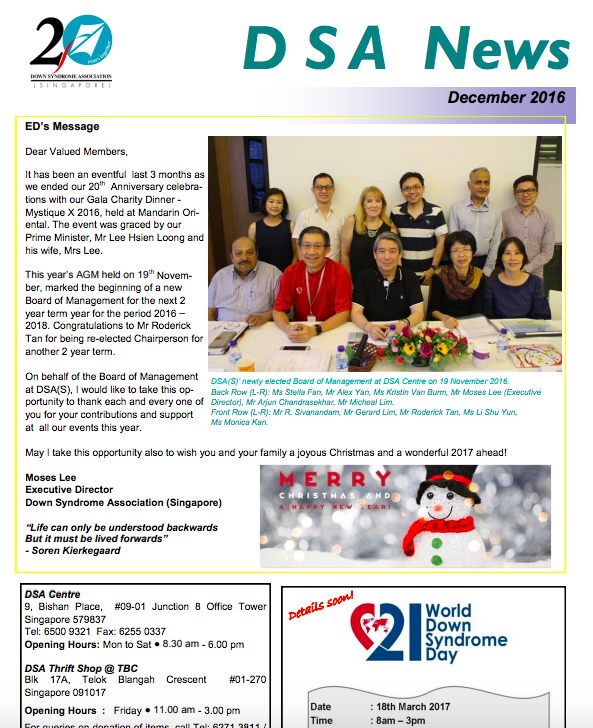 20
years together
DOWN SYNDROME ASSOCIATION
[SINGAPORE]
DSA News
December 2016
ED's Message
Dear Valued Members,
It has been an eventful last 3 months as
we ended our 20th Anniversary celebra-
tions with our Gala Charity Dinner -
Mystique X 2016, held at Mandarin Ori-
ental. The event was graced by our
Prime Minister, Mr Lee Hsien Loong and
his wife, Mrs Lee.
This year's AGM held on 19th Novem-
ber, marked the beginning of a new
Board of Management for the next 2
year term year for the period 2016 –
2018. Congratulations to Mr Roderick
Tan for being re-elected Chairperson for
another 2 year term.
On behalf of the Board of Management
at DSA(S), I would like to take this op-
portunity to thank each and every one of
you for your contributions and support
at all our events this year.
DSA(S)' newly elected Board of Management at DSA Centre on 19 November 2016.
Back Row (L-R): Ms Stella Fan, Mr Alex Yan, Ms Kristin Van Burm, Mr Moses Lee (Executive
Director), Mr Arjun Chandrasekhar, Mr Micheal Lim.
Front Row (L-R): Mr R. Sivanandam, Mr Gerard Lim, Mr Roderick Tan, Ms Li Shu Yun,
Ms Monica Kan.
May I take this opportunity also to wish you and your family a joyous Christmas and a wonderful 2017 ahead!
Moses Lee
Executive Director
Down Syndrome Association (Singapore)
"Life can only be understood backwards
But it must be lived forwards"
- Soren Kierkegaard
MERRY
CHRISTMAS AND
A HAPPY NEW YEAR!
DSA Centre
9, Bishan Place, #09-01 Junction 8 Office Tower
Singapore 579837
Tel: 6500 9321 Fax: 6255 0337
Opening Hours: Mon to Sat ● 8.30 am - 6.00 pm
DSA Thrift Shop @ TBC
Blk 17A, Telok Blangah Crescent #01-270
Singapore 091017
Opening Hours : Friday ● 11.00 am - 3.00 pm
For queries on donation of items, call Tel: 6271 3811 /
Details soon!
21
World
Down
Syndrome
Day
Date : 18th March 2017
Time : 8am – 3pm